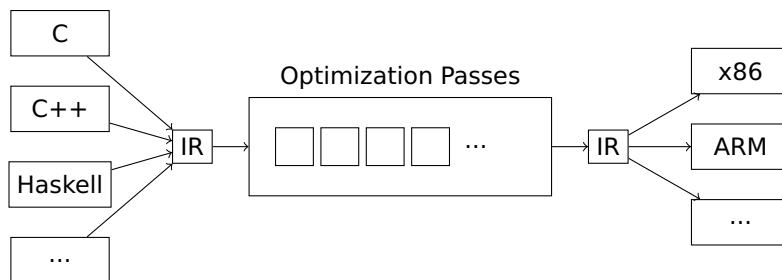 C
C++
Haskell
...
IR
Optimization Passes
...
IR
x86
ARM
...